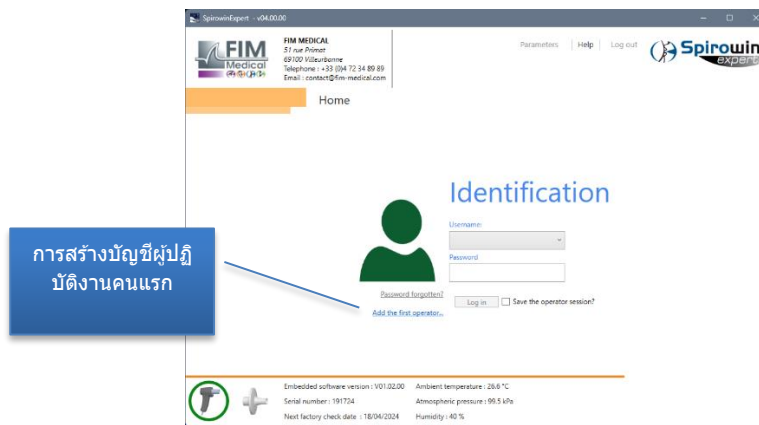 SpirowinExpert - v04.00.00
FIM
Medical
FIM MEDICAL
51 rue Primat
69100 Villeurbanne
Telephone : +33 (0)4 72 34 89 89
Email : contact@fim-medical.com
Parameters | Help | Log out
Spirowin
expert
Home
Identification
Username:
Password
การสร้างบัญชีผู้ปฏิ
บัติงานคนแรก
Password forgotten?
Log in Save the operator session?
Add the first operator...
Embedded software version : V01.02.00 Ambient temperature : 26.6 °C
Serial number : 191734 Atmospheric pressure : 99.5 kPa
Next factory check date : 18/04/2024 Humidity : 40 %